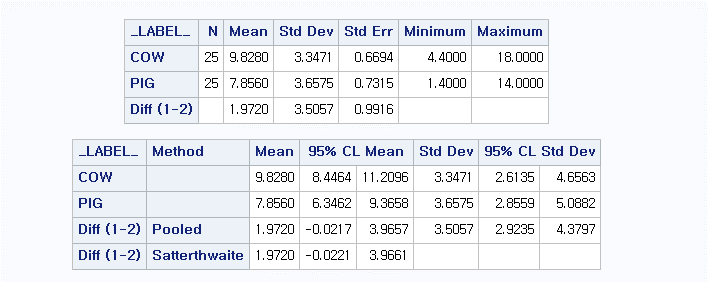 _LABEL_ N Mean Std Dev Std Err Minimum Maximum
COW 25 9.8280 3.3471 0.6694 4.4000 18.0000
PIG 25 7.8560 3.6575 0.7315 1.4000 14.0000
Diff (1-2) 1.9720 3.5057 0.9916
_LABEL_ Method Mean 95% CL Mean Std Dev 95% CL Std Dev
COW 9.8280 8.4464 11.2096 3.3471 2.6135 4.6563
PIG 7.8560 6.3462 9.3658 3.6575 2.8559 5.0882
Diff (1-2) Pooled 1.9720 -0.0217 3.9657 3.5057 2.9235 4.3797
Diff (1-2) Satterthwaite 1.9720 -0.0221 3.9661